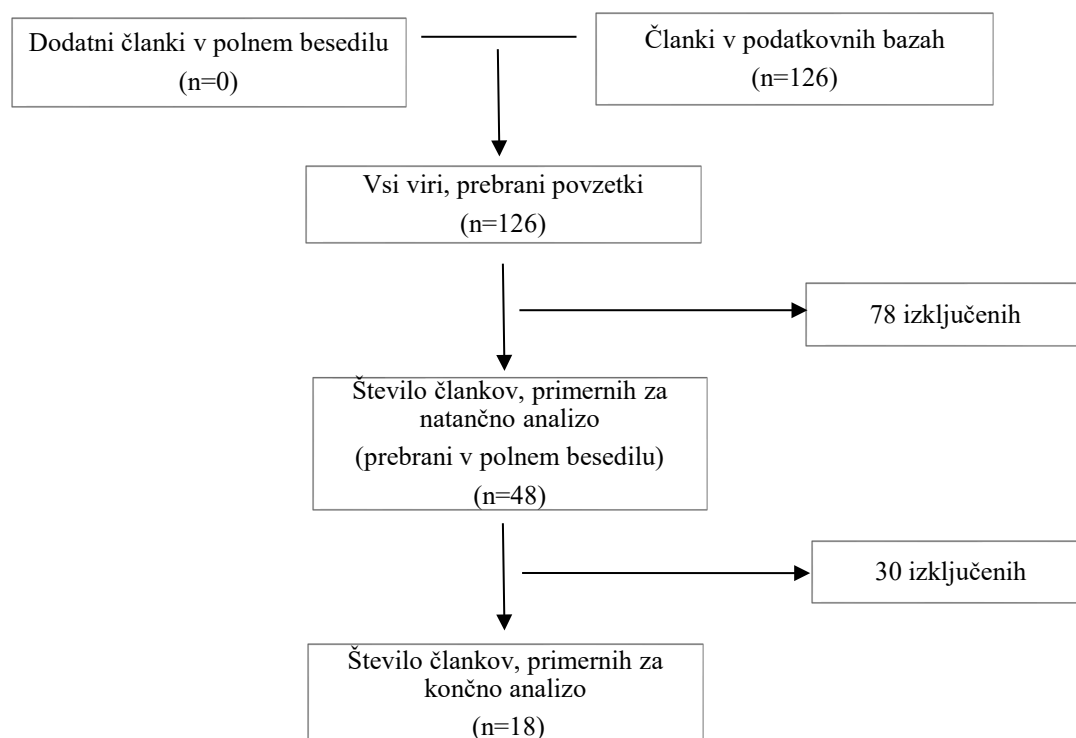 Dodatni članki v polnem besedilu
(n=0)
Članki v podatkovnih bazah
(n=126)
Vsi viri, prebrani povzetki
(n=126)
78 izključenih
Število člankov, primernih za
natančno analizo
(prebrani v polnem besedilu)
(n=48)
30 izključenih
Število člankov, primernih za
končno analizo
(n=18)